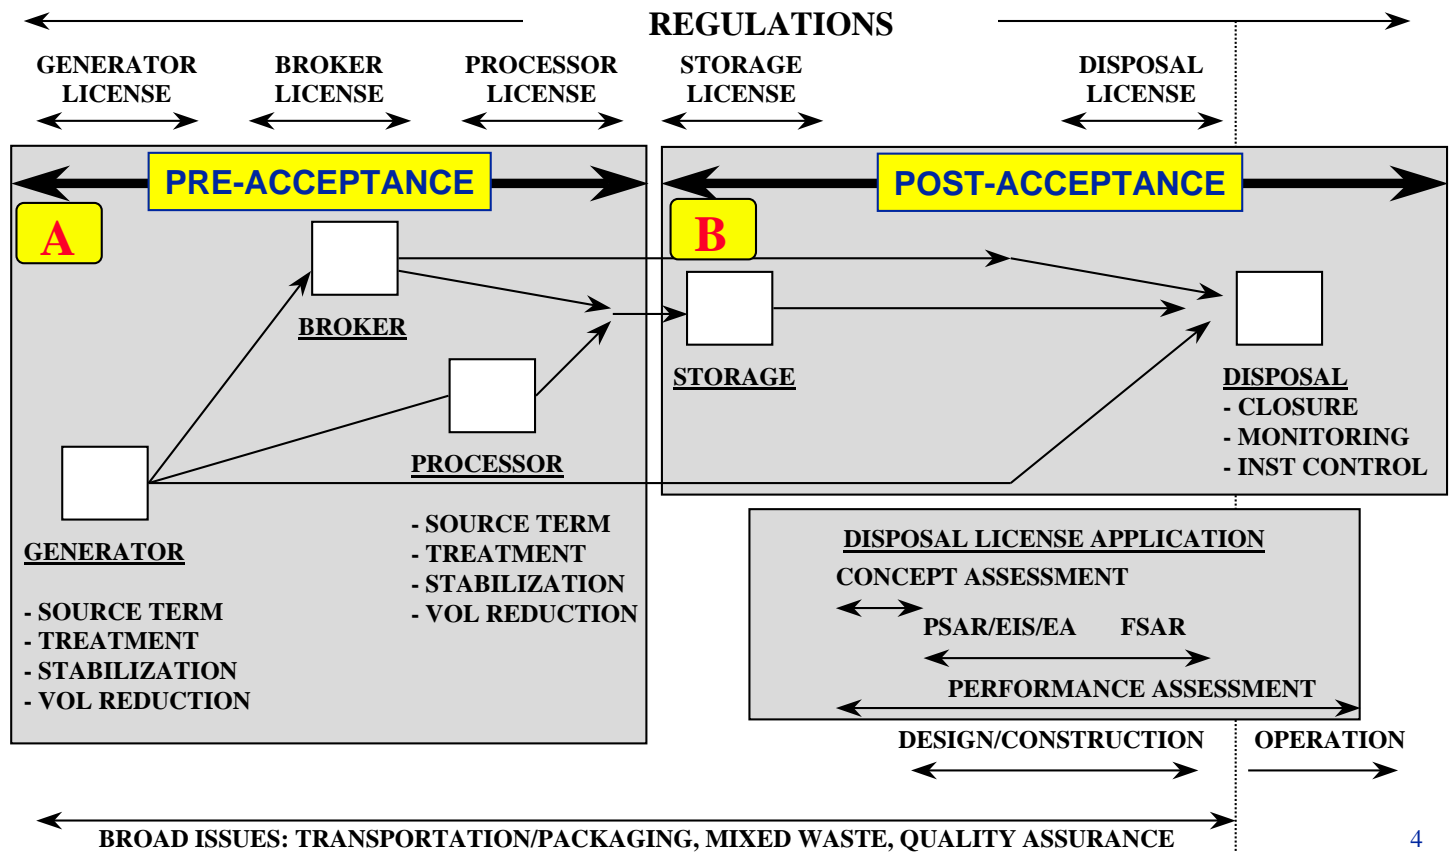 REGULATIONS
GENERATOR
LICENSE
BROKER
LICENSE
PROCESSOR
LICENSE
STORAGE
LICENSE
DISPOSAL
LICENSE
PRE-ACCEPTANCE
POST-ACCEPTANCE
A
B
BROKER
STORAGE
DISPOSAL
- CLOSURE
- MONITORING
- INST CONTROL
PROCESSOR
- SOURCE TERM
- TREATMENT
- STABILIZATION
- VOL REDUCTION
GENERATOR
- SOURCE TERM
- TREATMENT
- STABILIZATION
- VOL REDUCTION
DISPOSAL LICENSE APPLICATION
CONCEPT ASSESSMENT
PSAR/EIS/EA FSAR
PERFORMANCE ASSESSMENT
DESIGN/CONSTRUCTION OPERATION
BROAD ISSUES: TRANSPORTATION/PACKAGING, MIXED WASTE, QUALITY ASSURANCE
4